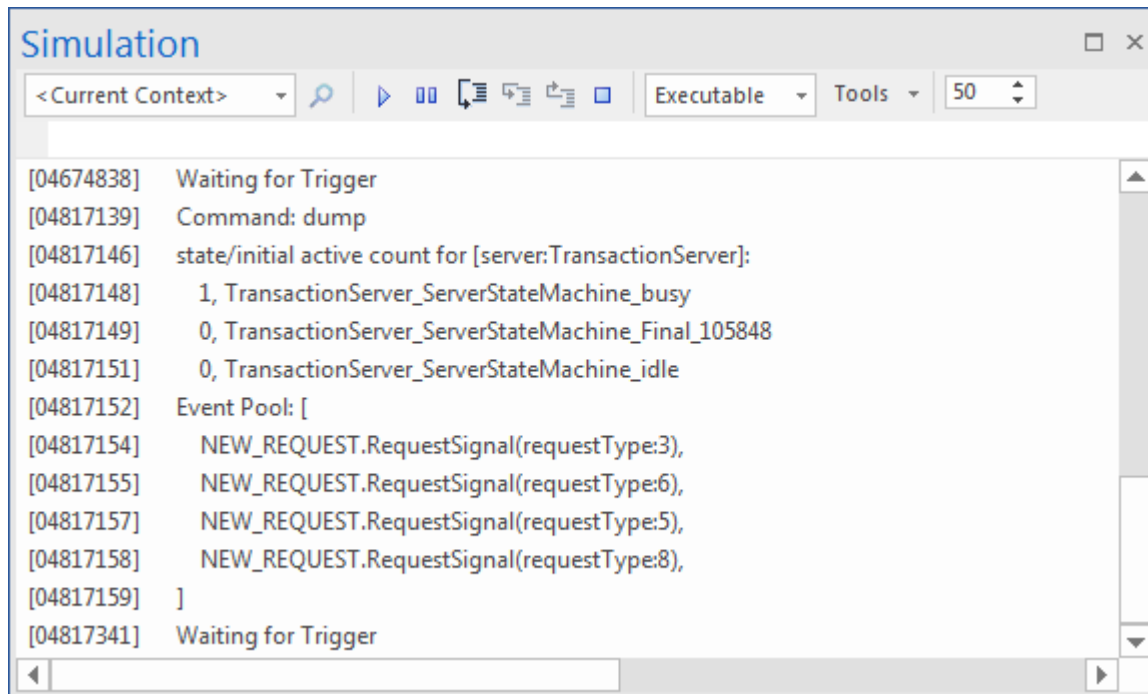 Simulation
<Current Context> Executable Tools 50
[04674838] Waiting for Trigger
[04817139] Command: dump
[04817146] state/initial active count for [server:TransactionServer]:
[04817148] 1, TransactionServer_ServerStateMachine_busy
[04817149] 0, TransactionServer_ServerStateMachine_Final_105848
[04817151] 0, TransactionServer_ServerStateMachine_idle
[04817152] Event Pool: [
[04817154] NEW_REQUEST.RequestSignal(requestType:3),
[04817155] NEW_REQUEST.RequestSignal(requestType:6),
[04817157] NEW_REQUEST.RequestSignal(requestType:5),
[04817158] NEW_REQUEST.RequestSignal(requestType:8),
[04817159] ]
[04817341] Waiting for Trigger